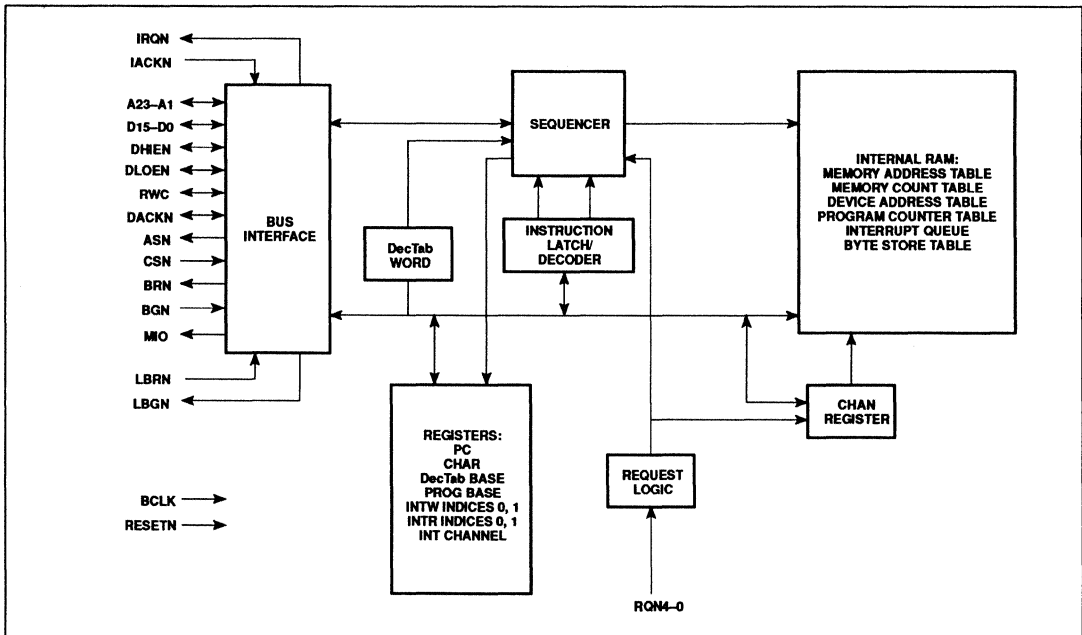 IRQN
IACKN
A23–A1
D15–D0
DHIEN
DLOEN
RWC
DACKN
ASN
CSN
BRN
BGN
MIO
LBRN
LBGN
BCLK
RESETN
BUS
INTERFACE
DecTab
WORD
SEQUENCER
INSTRUCTION
LATCH/
DECODER
INTERNAL RAM:
MEMORY ADDRESS TABLE
MEMORY COUNT TABLE
DEVICE ADDRESS TABLE
PROGRAM COUNTER TABLE
INTERRUPT QUEUE
BYTE STORE TABLE
REGISTERS:
PC
CHAR
DecTab BASE
PROG BASE
INTW INDICES 0, 1
INTR INDICES 0, 1
INT CHANNEL
REQUEST
LOGIC
CHAN
REGISTER
RQN4–0